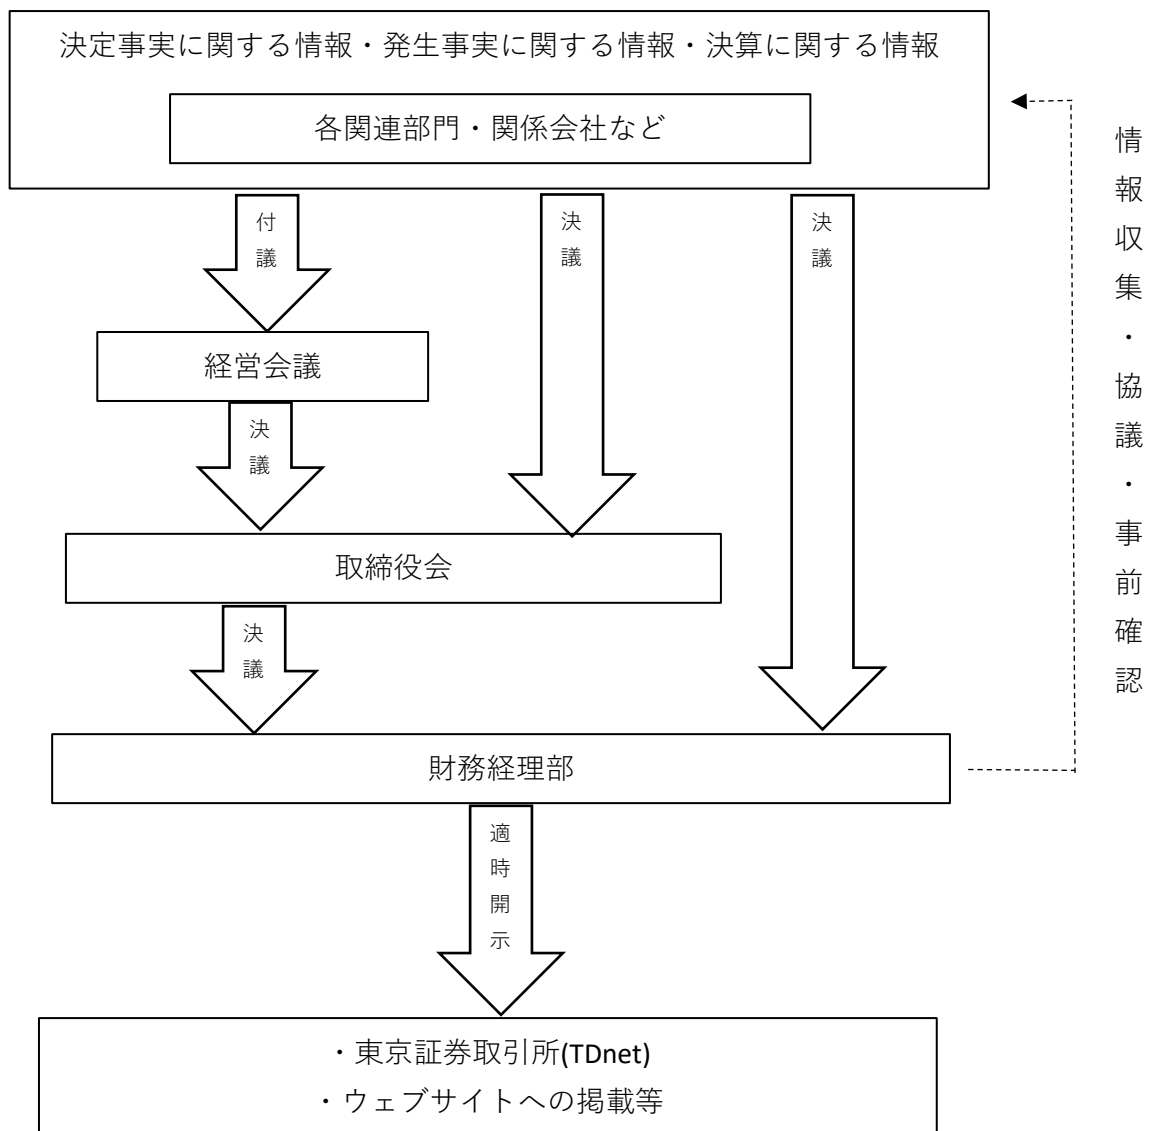 決定事実に関する情報・発生事実に関する情報・決算に関する情報
各関連部門・関係会社など
付議
決議
決議
情報収集・協議・事前確認
経営会議
決議
取締役会
決議
財務経理部
適時開示
・東京証券取引所(TDnet)
・ウェブサイトへの掲載等